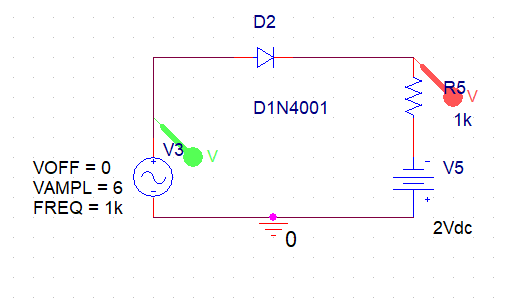 D2
R5
V
D1N4001
1k
V3
V
V5
VOFF = 0
VAMPL = 6
FREQ = 1k
2Vdc
0